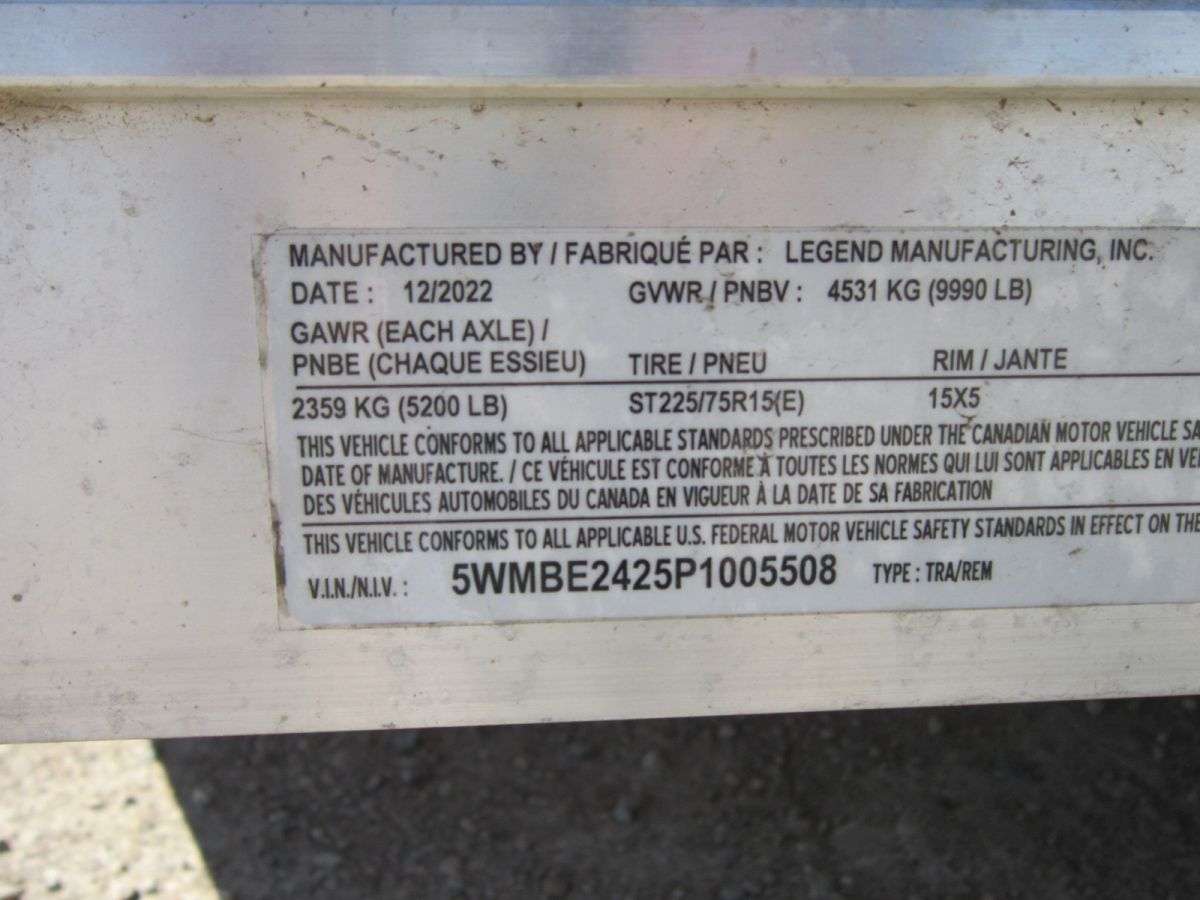 MANUFACTURED BY / FABRIQUÉ PAR : LEGEND MANUFACTURING, INC.
DATE : 12/2022 GVWR / PNBV : 4531 KG (9990 LB)
GAWR (EACH AXLE) /
PNBE (CHAQUE ESSIEU) TIRE / PNEU RIM / JANTE
2359 KG (5200 LB) ST225/75R15(E) 15X5
THIS VEHICLE CONFORMS TO ALL APPLICABLE STANDARDS PRESCRIBED UNDER THE CANADIAN MOTOR VEHICLE
DATE OF MANUFACTURE. / CE VÉHICULE EST CONFORME À TOUTES LES NORMES QUI LUI SONT APPLICABLES EN
DES VÉHICULES AUTOMOBILES DU CANADA EN VIGUEUR À LA DATE DE SA FABRICATION
THIS VEHICLE CONFORMS TO ALL APPLICABLE U.S. FEDERAL MOTOR VEHICLE SAFETY STANDARDS IN EFFECT ON THE
V.I.N./N.I.V. : 5WMBE2425P1005508 TYPE : TRA/REM